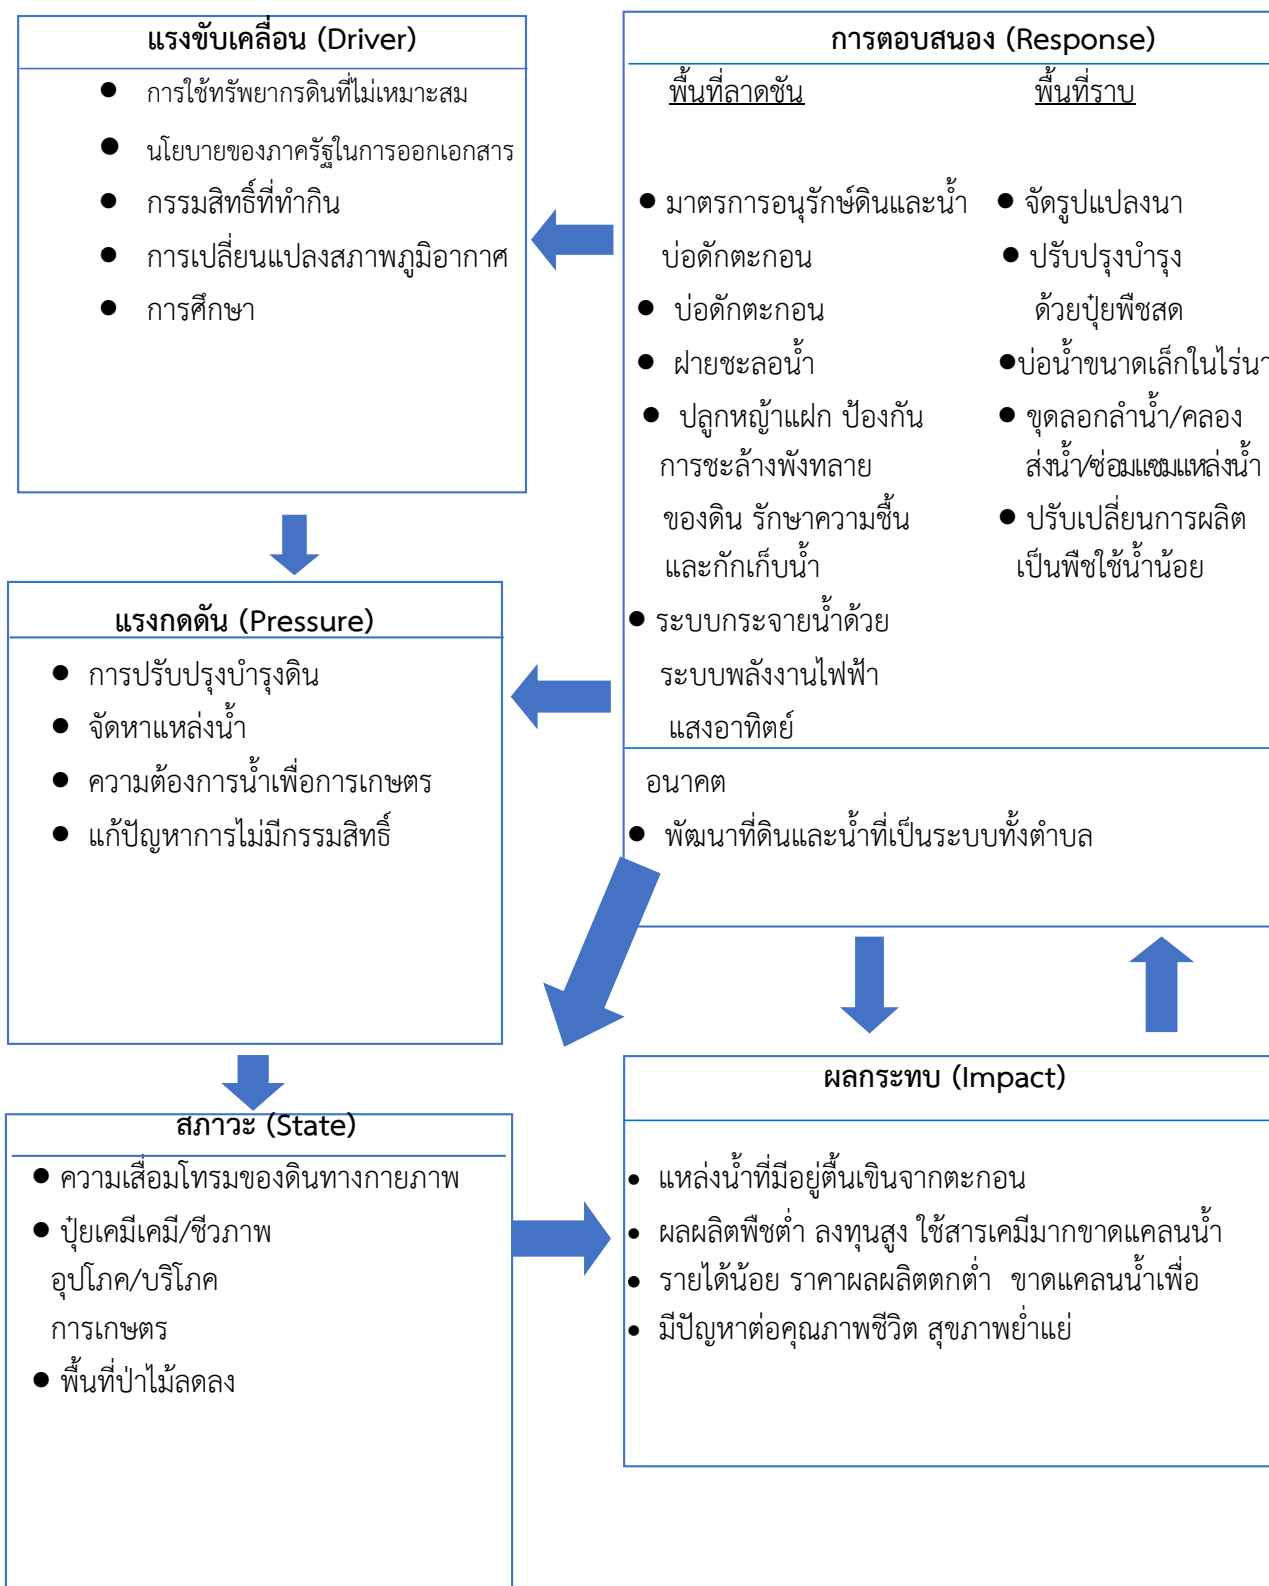 แรงขับเคลื่อน (Driver)
● การใช้ทรัพยากรดินที่ไม่เหมาะสม
● นโยบายของภาครัฐในการออกเอกสาร
● กรรมสิทธิ์ที่ทำกิน
● การเปลี่ยนแปลงสภาพภูมิอากาศ
● การศึกษา
แรงกดดัน (Pressure)
● การปรับปรุงบำรุงดิน
● จัดหาแหล่งน้ำ
● ความต้องการน้ำเพื่อการเกษตร
● แก้ปัญหาการไม่มีกรรมสิทธิ์
สภาวะ (State)
● ความเสื่อมโทรมของดินทางกายภาพ
● ปุ๋ยเคมีเคมี/ชีวภาพ
อุปโภค/บริโภค
การเกษตร
● พื้นที่ป่าไม้ลดลง
การตอบสนอง (Response)
พื้นที่ลาดชัน
● มาตรการอนุรักษ์ดินและน้ำ
บ่อดักตะกอน
● บ่อดักตะกอน
● ฝายชะลอน้ำ
● ปลูกหญ้าแฝก ป้องกัน
การชะล้างพังทลาย
ของดิน รักษาความชื้น
และกักเก็บน้ำ
● ระบบกระจายน้ำด้วย
ระบบพลังงานไฟฟ้า
แสงอาทิตย์
พื้นที่ราบ
● จัดรูปแปลงนา
● ปรับปรุงบำรุง
ด้วยปุ๋ยพืชสด
●บ่อน้ำขนาดเล็กในไร่นา
● ขุดลอกลำน้ำ/คลอง
ส่งน้ำ/ซ่อมแซมแหล่งน้ำ
● ปรับเปลี่ยนการผลิต
เป็นพืชใช้น้ำน้อย
อนาคต
● พัฒนาที่ดินและน้ำที่เป็นระบบทั้งตำบล
ผลกระทบ (Impact)
• แหล่งน้ำที่มีอยู่ตื้นเขินจากตะกอน
• ผลผลิตพืชต่ำ ลงทุนสูง ใช้สารเคมีมากขาดแคลนน้ำ
• รายได้น้อย ราคาผลผลิตตกต่ำ ขาดแคลนน้ำเพื่อ
• มีปัญหาต่อคุณภาพชีวิต สุขภาพย่ำแย่